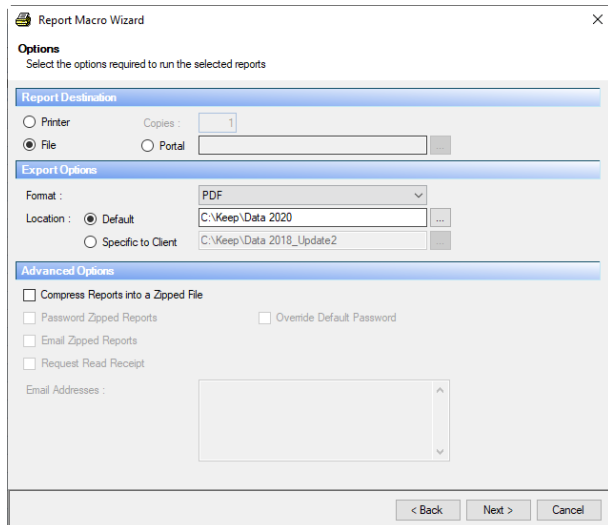 Report Macro Wizard
Options
Select the options required to run the selected reports
Report Destination
Printer Copies : 1
File Portal ...
Export Options
Format : PDF
Location : Default C:\Keep\Data 2020 ...
Specific to Client C:\Keep\Data 2018_Update2 ...
Advanced Options
Compress Reports into a Zipped File
Password Zipped Reports Override Default Password
Email Zipped Reports
Request Read Receipt
Email Addresses :
< Back Next > Cancel